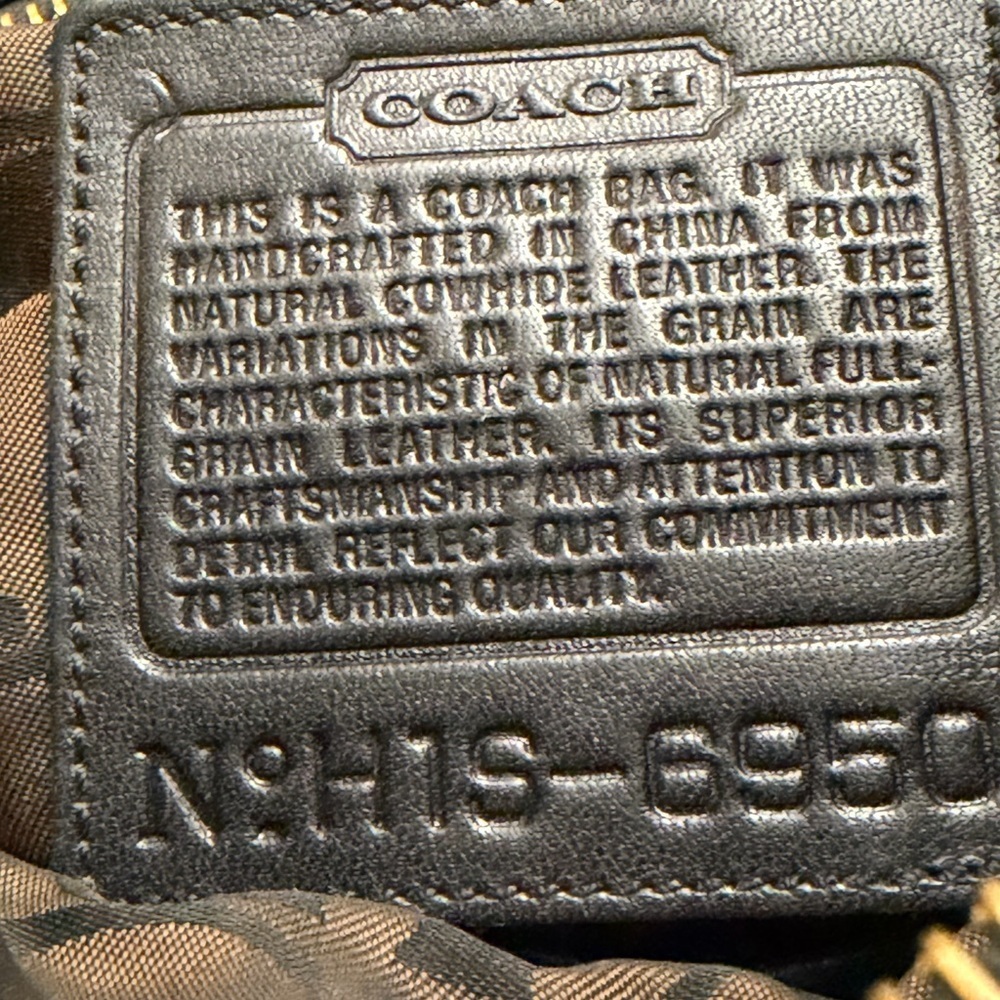 COACH
THIS IS A COACH BAG. IT WAS
HANDCRAFTED IN CHINA FROM
NATURAL COWHIDE LEATHER. THE
VARIATIONS IN THE GRAIN ARE
CHARACTERISTIC OF NATURAL FULL-
GRAIN LEATHER. ITS SUPERIOR
CRAFTSMANSHIP AND ATTENTION TO
DETAIL REFLECT OUR COMMITMENT
TO ENDURING QUALITY.
Nº.H1S-6950